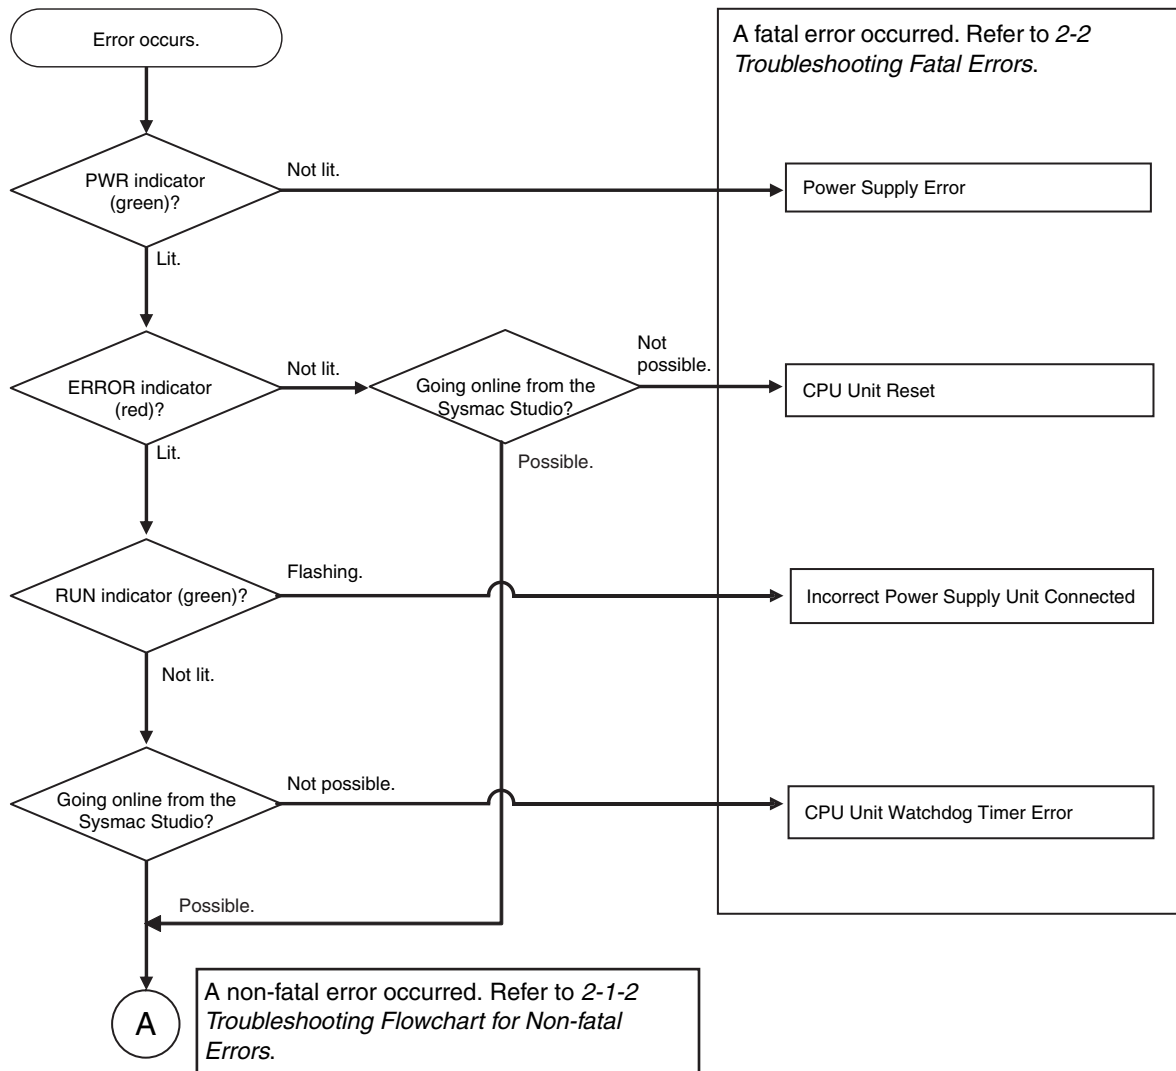 Error occurs.
A fatal error occurred. Refer to 2-2
Troubleshooting Fatal Errors.
PWR indicator
(green)?
Not lit.
Power Supply Error
Lit.
ERROR indicator
(red)?
Not lit.
Going online from the
Sysmac Studio?
Not
possible.
CPU Unit Reset
Lit.
Possible.
RUN indicator (green)?
Flashing.
Incorrect Power Supply Unit Connected
Not lit.
Going online from the
Sysmac Studio?
Not possible.
CPU Unit Watchdog Timer Error
Possible.
A
A non-fatal error occurred. Refer to 2-1-2
Troubleshooting Flowchart for Non-fatal
Errors.